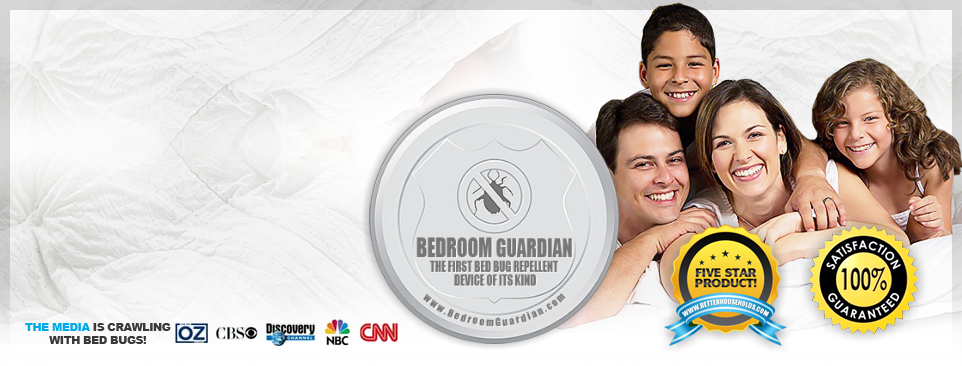 BEDROOM GUARDIAN
THE FIRST BED BUG REPELLENT
DEVICE OF ITS KIND
www.BedroomGuardian.com
FIVE STAR
PRODUCT!
WWW.BETTERHOUSEHOLDS.COM
SATISFACTION
100%
GUARANTEED
THE MEDIA IS CRAWLING
WITH BED BUGS!
OZ
CBS
Discovery
CHANNEL
NBC
CNN